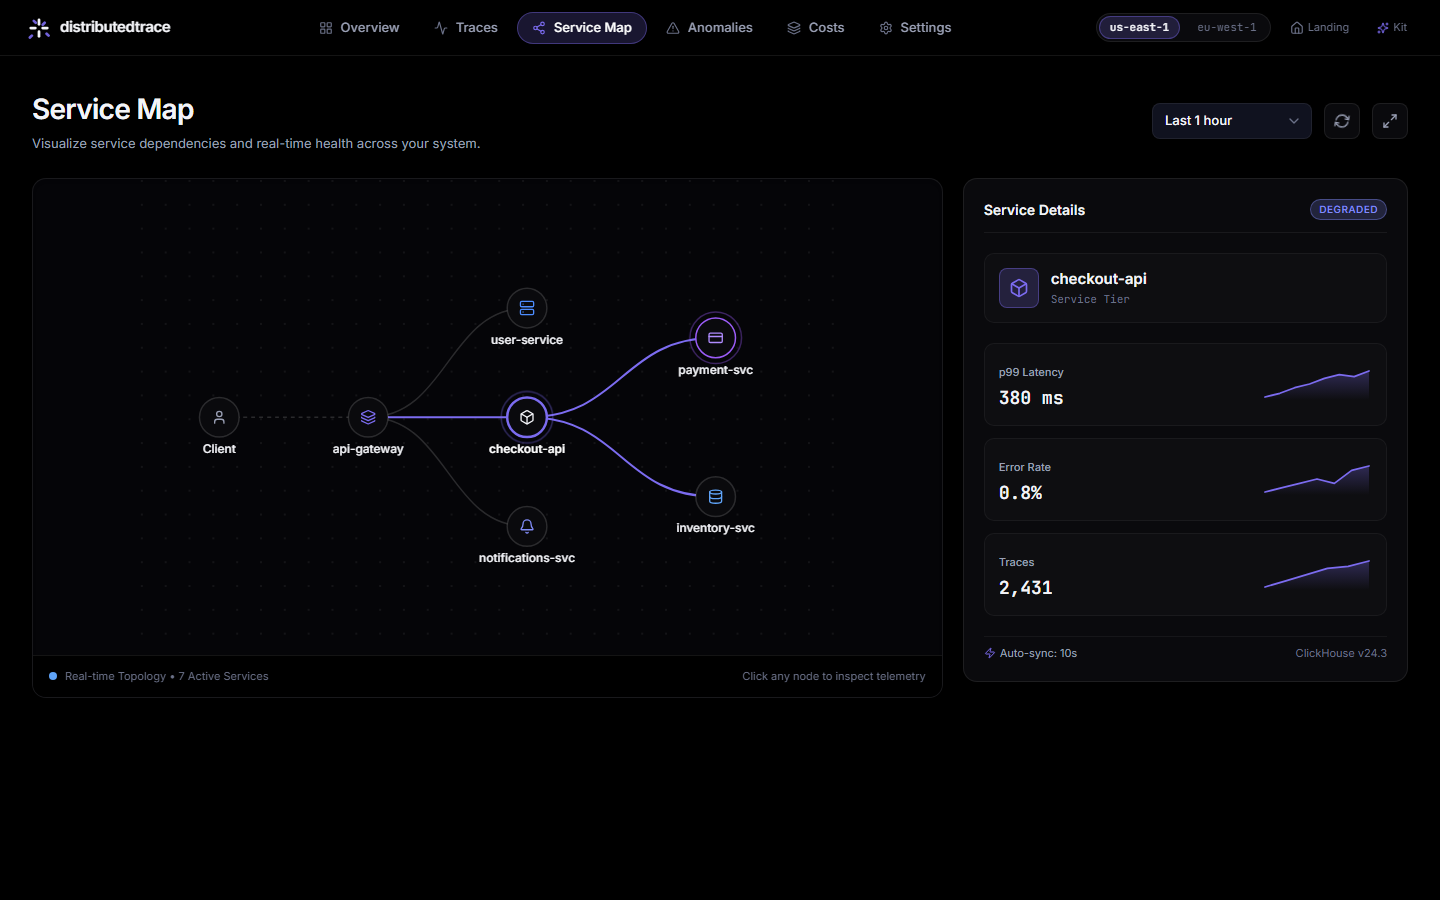 distributedtrace
Overview
Traces
Service Map
Anomalies
Costs
Settings
us-east-1
eu-west-1
Landing
Kit
Service Map
Visualize service dependencies and real-time health across your system.
Last 1 hour
user-service
payment-svc
Client
api-gateway
checkout-api
inventory-svc
notifications-svc
Real-time Topology • 7 Active Services
Click any node to inspect telemetry
Service Details
DEGRADED
checkout-api
Service Tier
p99 Latency
380 ms
Error Rate
0.8%
Traces
2,431
Auto-sync: 10s
ClickHouse v24.3